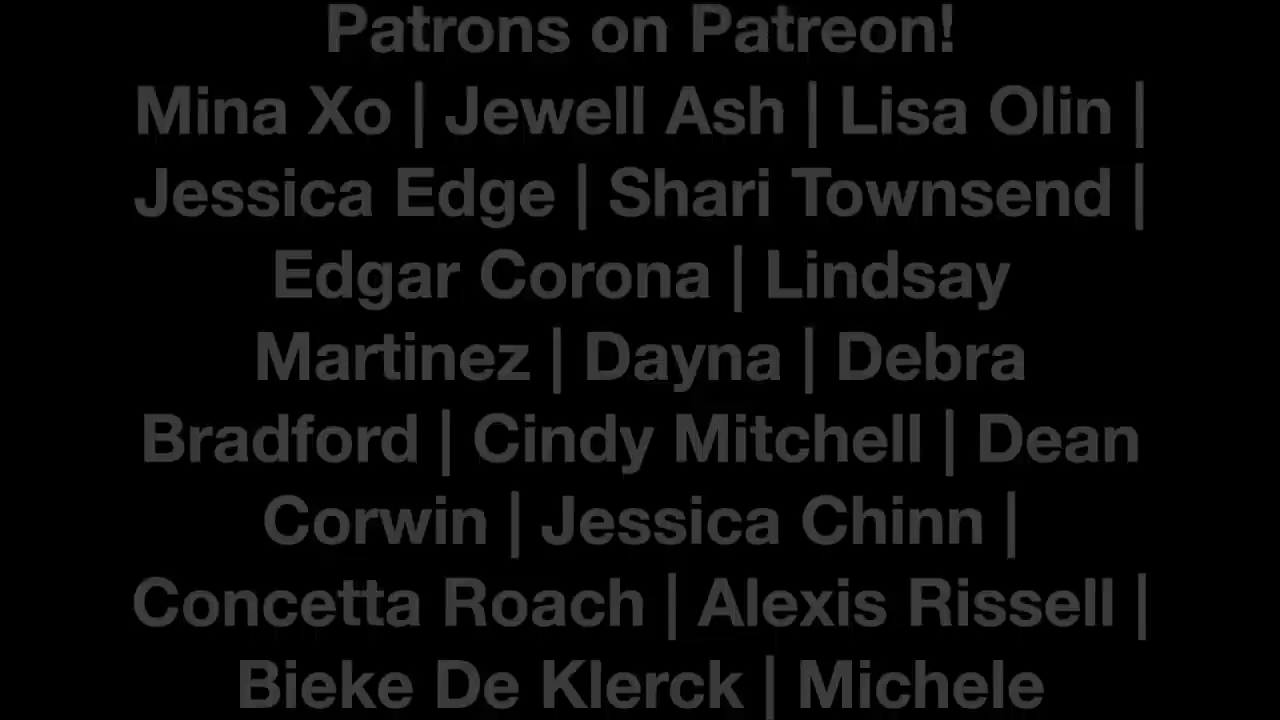 Patrons on Patreon!
Mina Xo | Jewell Ash | Lisa Olin |
Jessica Edge | Shari Townsend |
Edgar Corona | Lindsay
Martinez | Dayna | Debra
Bradford | Cindy Mitchell | Dean
Corwin | Jessica Chinn |
Concetta Roach | Alexis Rissell |
Bieke De Klerck | Michele